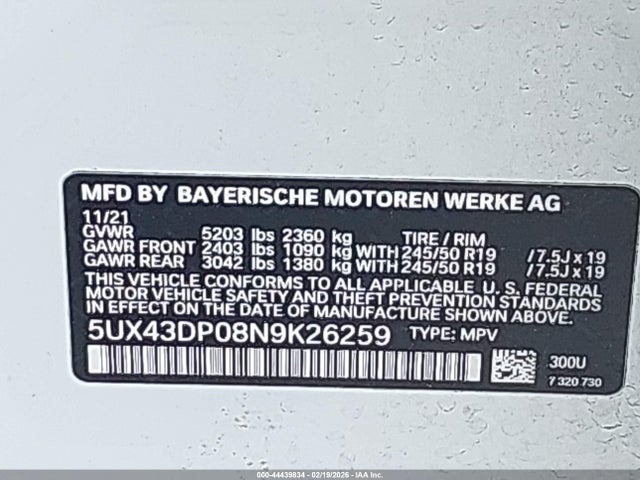 MFD BY BAYERISCHE MOTOREN WERKE AG
11/21
GVWR 5203 lbs 2360 kg TIRE / RIM
GAWR FRONT 2403 lbs 1090 kg WITH 245/50 R19 / 7.5J x 19
GAWR REAR 3042 lbs 1380 kg WITH 245/50 R19 / 7.5J x 19
THIS VEHICLE CONFORMS TO ALL APPLICABLE U. S. FEDERAL
MOTOR VEHICLE SAFETY AND THEFT PREVENTION STANDARDS
IN EFFECT ON THE DATE OF MANUFACTURE SHOWN ABOVE.
5UX43DP08N9K26259 TYPE: MPV
300U
7 320 730
000-44439834 - 02/19/2026 - IAA Inc.